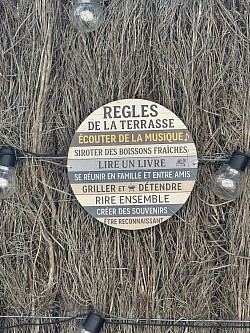 REGLES
DE LA TERRASSE
ÉCOUTER DE LA MUSIQUE
SIROTER DES BOISSONS FRAÎCHES
LIRE UN LIVRE
SE RÉUNIR EN FAMILLE ET ENTRE AMIS
GRILLER ET DÉTENDRE
RIRE ENSEMBLE
CRÉER DES SOUVENIRS
ÊTRE RECONNAISSANT